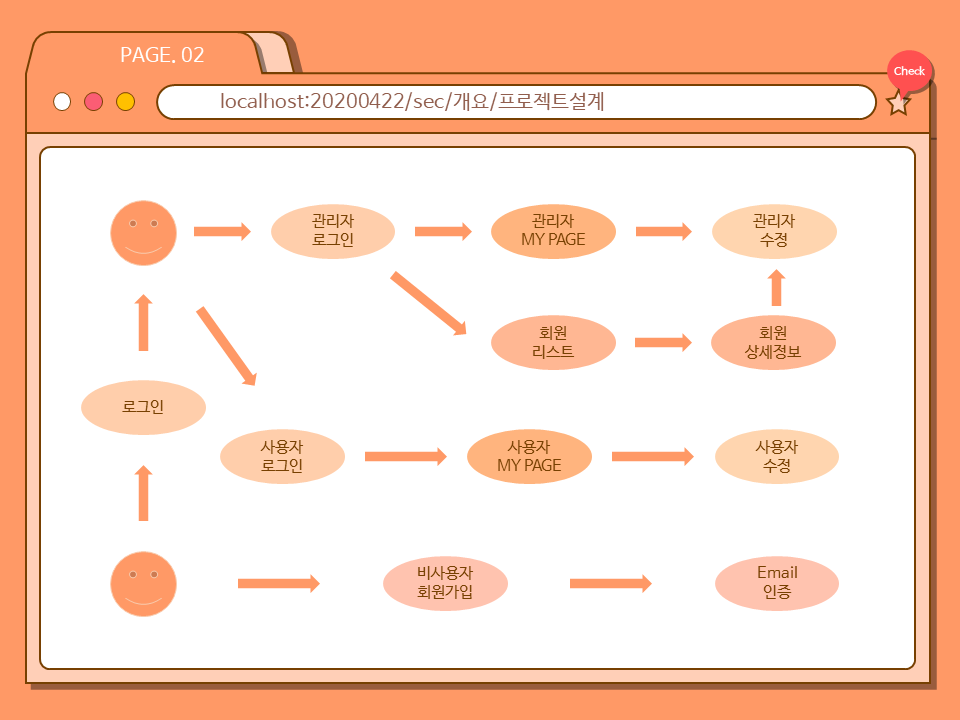 PAGE. 02
Check
localhost:20200422/sec/개요/프로젝트설계
관리자
로그인
관리자
MY PAGE
관리자
수정
회원
리스트
회원
상세정보
로그인
사용자
로그인
사용자
MY PAGE
사용자
수정
비사용자
회원가입
Email
인증